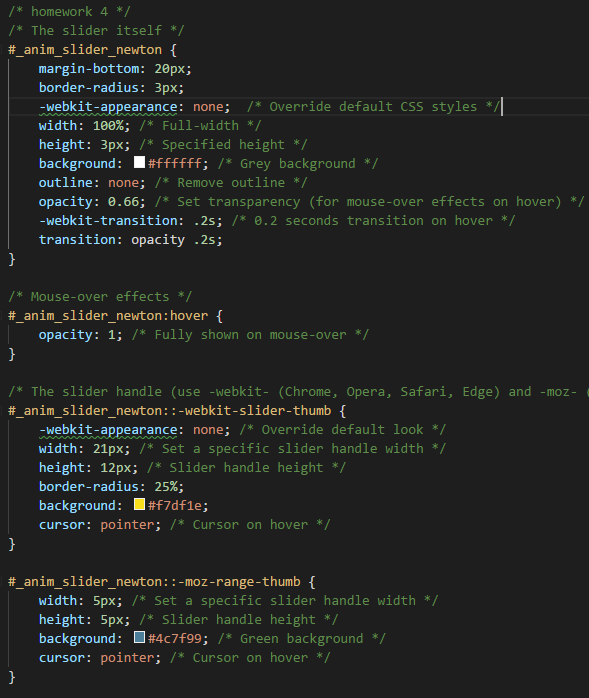 /* homework 4 */
/* The slider itself */
#_anim_slider_newton {
    margin-bottom: 20px;
    border-radius: 3px;
    -webkit-appearance: none;  /* Override default CSS styles */
    width: 100%; /* Full-width */
    height: 3px; /* Specified height */
    background: #ffffff; /* Grey background */
    outline: none; /* Remove outline */
    opacity: 0.66; /* Set transparency (for mouse-over effects on hover) */
    -webkit-transition: .2s; /* 0.2 seconds transition on hover */
    transition: opacity .2s;
}

/* Mouse-over effects */
#_anim_slider_newton:hover {
    opacity: 1; /* Fully shown on mouse-over */
}

/* The slider handle (use -webkit- (Chrome, Opera, Safari, Edge) and -moz- (
#_anim_slider_newton::-webkit-slider-thumb {
    -webkit-appearance: none; /* Override default look */
    width: 21px; /* Set a specific slider handle width */
    height: 12px; /* Slider handle height */
    border-radius: 25%;
    background: #f7df1e;
    cursor: pointer; /* Cursor on hover */
}

#_anim_slider_newton::-moz-range-thumb {
    width: 5px; /* Set a specific slider handle width */
    height: 5px; /* Slider handle height */
    background: #4c7f99; /* Green background */
    cursor: pointer; /* Cursor on hover */
}